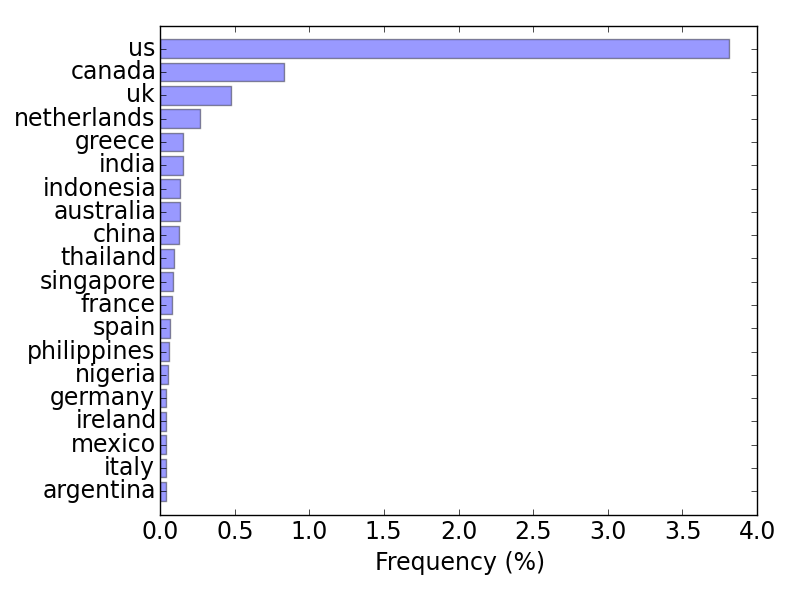 us
canada
uk
netherlands
greece
india
indonesia
australia
china
thailand
singapore
france
spain
philippines
nigeria
germany
ireland
mexico
italy
argentina
0.0 0.5 1.0 1.5 2.0 2.5 3.0 3.5 4.0
Frequency (%)